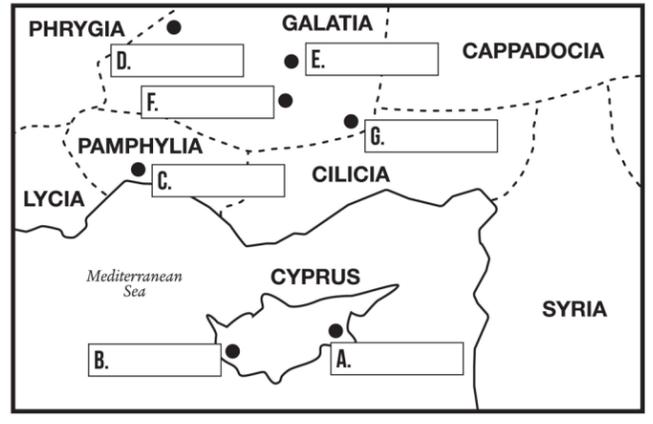 PHRYGIA
GALATIA
CAPPADOCIA
D.
E.
F.
G.
PAMPHYLIA
C.
CILICIA
LYCIA
Mediterranean
Sea
CYPRUS
SYRIA
B.
A.